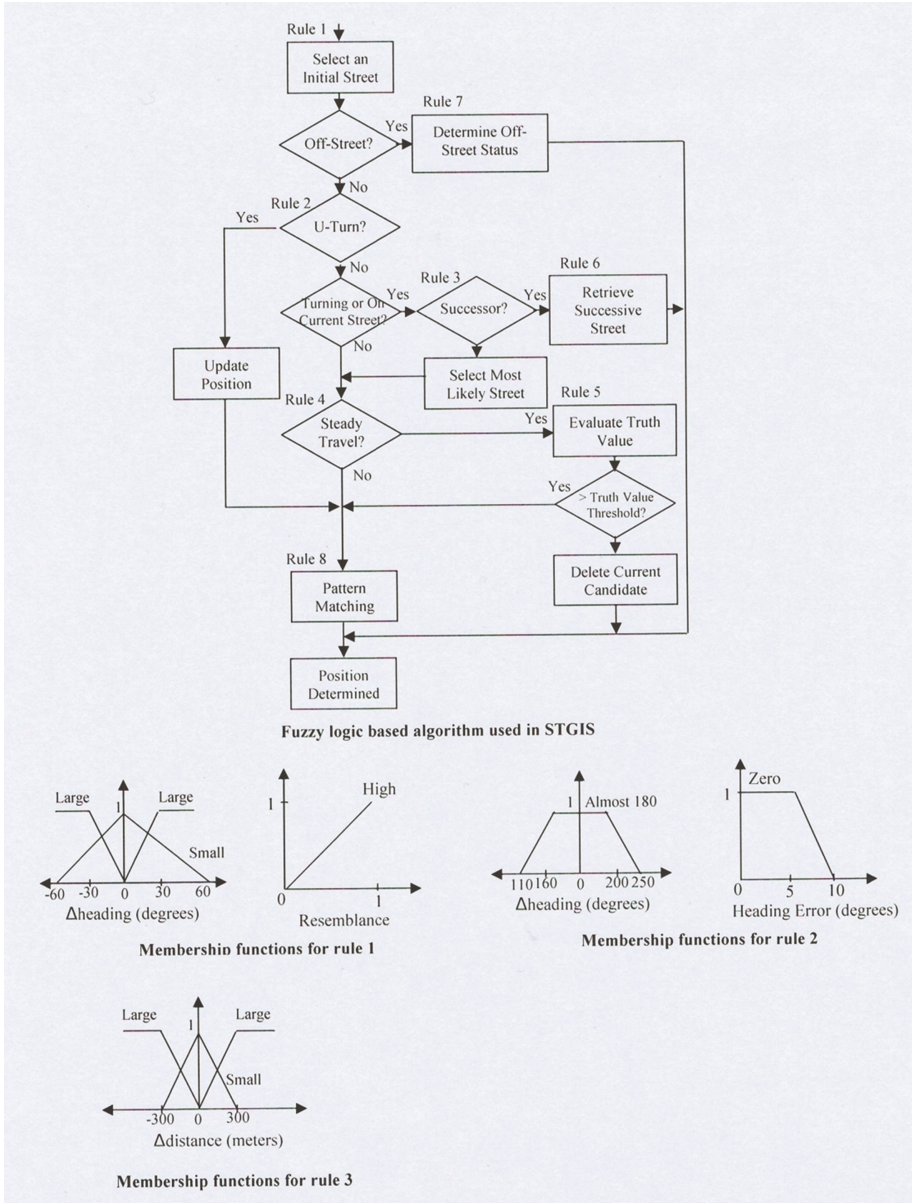 Rule 1
Select an
Initial Street
Off-Street?
Yes
Rule 7
Determine Off-
Street Status
No
Rule 2
Yes
U-Turn?
No
Turning or On
Current Street?
Yes
Rule 3
Successor?
Yes
Rule 6
Retrieve
Successive
Street
No
Update
Position
Select Most
Likely Street
Rule 4
Steady
Travel?
Yes
Rule 5
Evaluate Truth
Value
No
Yes
> Truth Value
Threshold?
Rule 8
Pattern
Matching
Delete Current
Candidate
Position
Determined
Fuzzy logic based algorithm used in STGIS
Large
1
Large
Small
-60 -30 0 30 60
Δheading (degrees)
High
1
0 1
Resemblance
Membership functions for rule 1
1 Almost 180
110 160 0 200 250
Δheading (degrees)
Zero
1
0 5 10
Heading Error (degrees)
Membership functions for rule 2
Large
1
Large
Small
-300 0 300
Δdistance (meters)
Membership functions for rule 3